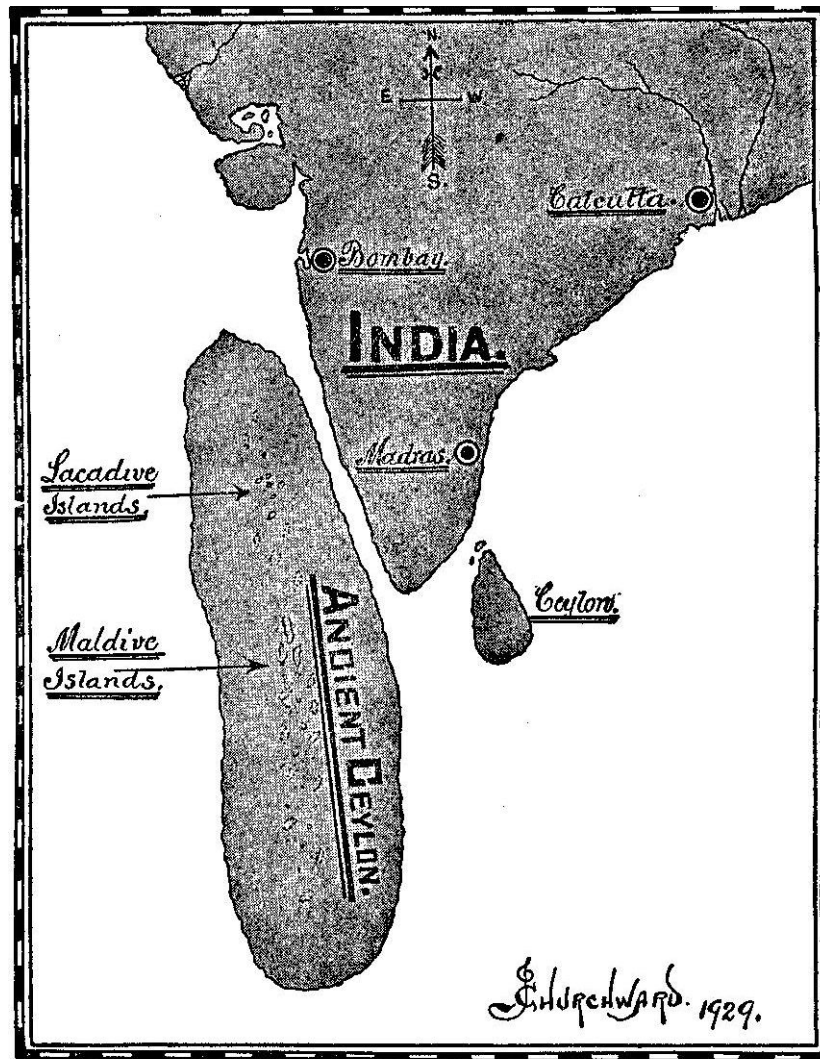 N
E W
S.
Calcutta.
Bombay.
INDIA.
Madras.
Lacadive
Islands,
Ceylon.
Maldive
Islands,
ANCIENT CEYLON.
J CHURCHWARD. 1929.